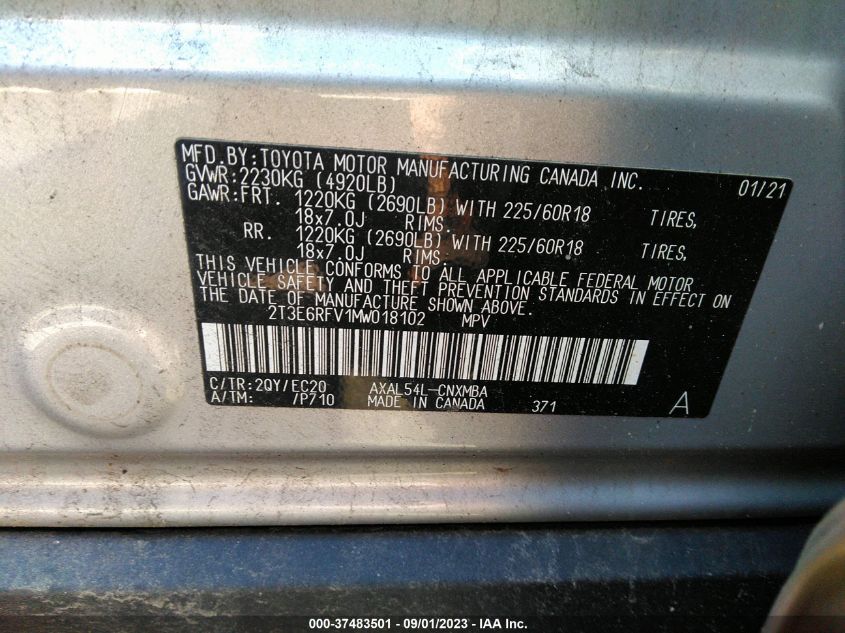 MFD. BY: TOYOTA MOTOR MANUFACTURING CANADA INC.
GVWR: 2230KG (4920LB) 01/21
GAWR: FRT. 1220KG (2690LB) WITH 225/60R18 TIRES,
18x7.0J RIMS.
RR. 1220KG (2690LB) WITH 225/60R18 TIRES,
18x7.0J RIMS.
THIS VEHICLE CONFORMS TO ALL APPLICABLE FEDERAL MOTOR
VEHICLE SAFETY AND THEFT PREVENTION STANDARDS IN EFFECT ON
THE DATE OF MANUFACTURE SHOWN ABOVE.
2T3E6RFV1MW018102 MPV
C/TR: 2QY/EC20 AXAL54L-CNXMBA
A/TM: /P710 MADE IN CANADA 371 A
000-37483501 - 09/01/2023 - IAA Inc.